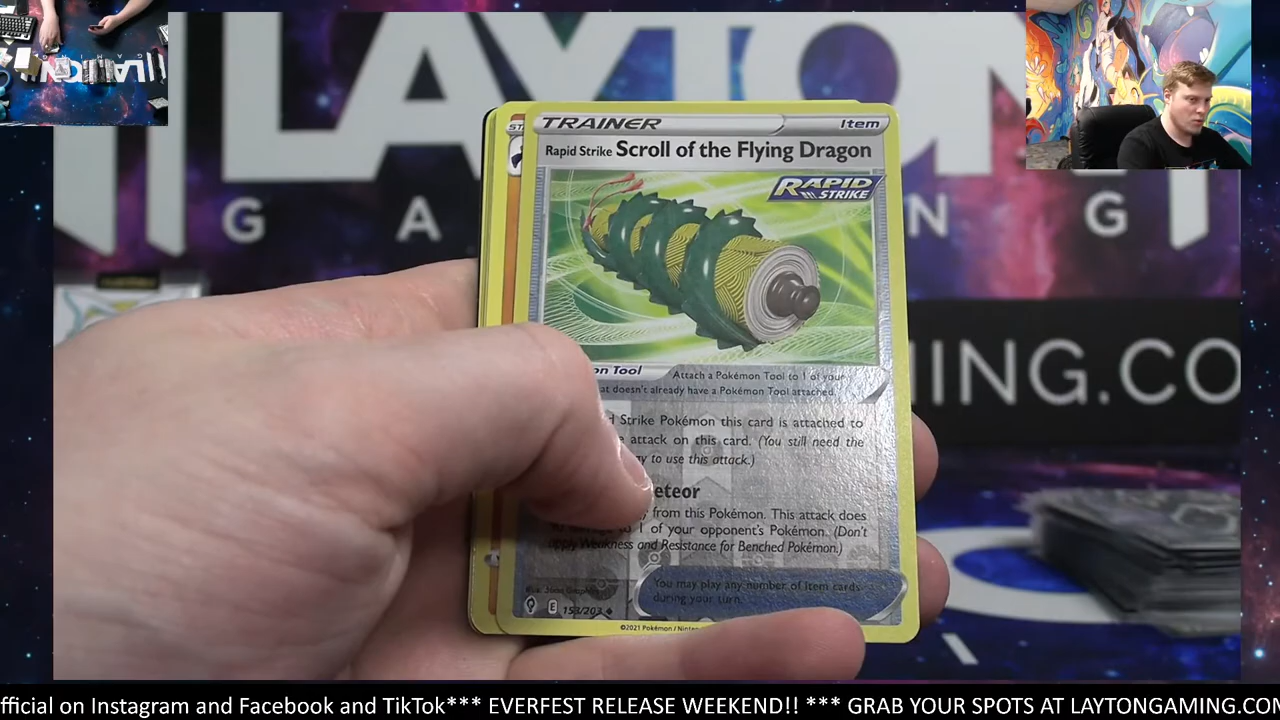 LAYTON
G A N G
TRAINER Item
Rapid Strike Scroll of the Flying Dragon
RAPID STRIKE
Tool Attach a Pokémon Tool to 1 of your
that doesn't already have a Pokémon Tool attached.
Strike Pokémon this card is attached to
attack on this card. (You still need the
to use this attack.)
from this Pokémon. This attack does
1 of your opponent's Pokémon. (Don't
apply Weakness and Resistance for Benched Pokémon.)
You may play any number of Item cards
during your turn.
E 153/203
©2021 Pokémon
ING.CO
fficial on Instagram and Facebook and TikTok*** EVERFEST RELEASE WEEKEND!! *** GRAB YOUR SPOTS AT LAYTONGAMING.CO